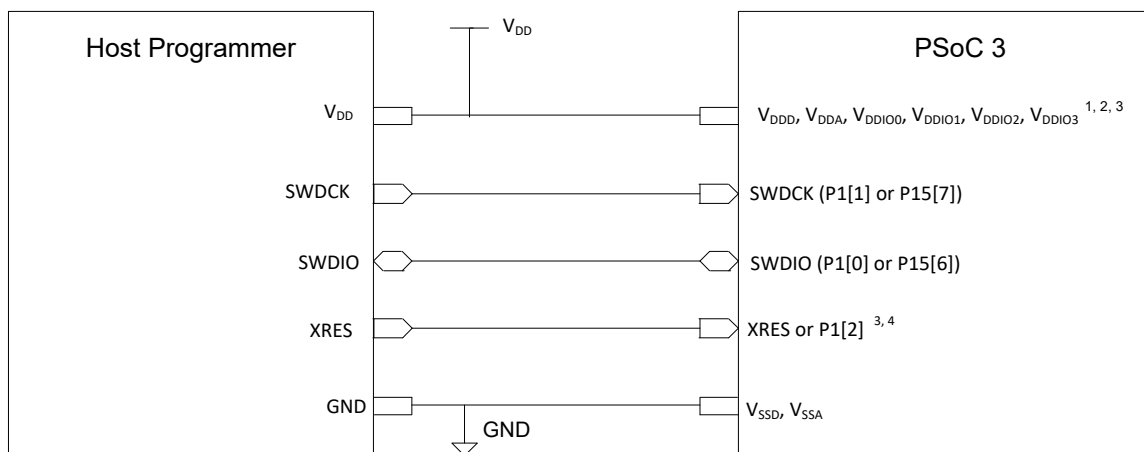 V_DD
Host Programmer
PSoC 3
V_DD
V_DDD, V_DDA, V_DDIO0, V_DDIO1, V_DDIO2, V_DDIO3 1, 2, 3
SWDCK
SWDCK (P1[1] or P15[7])
SWDIO
SWDIO (P1[0] or P15[6])
XRES
XRES or P1[2] 3, 4
GND
V_SSD, V_SSA
GND